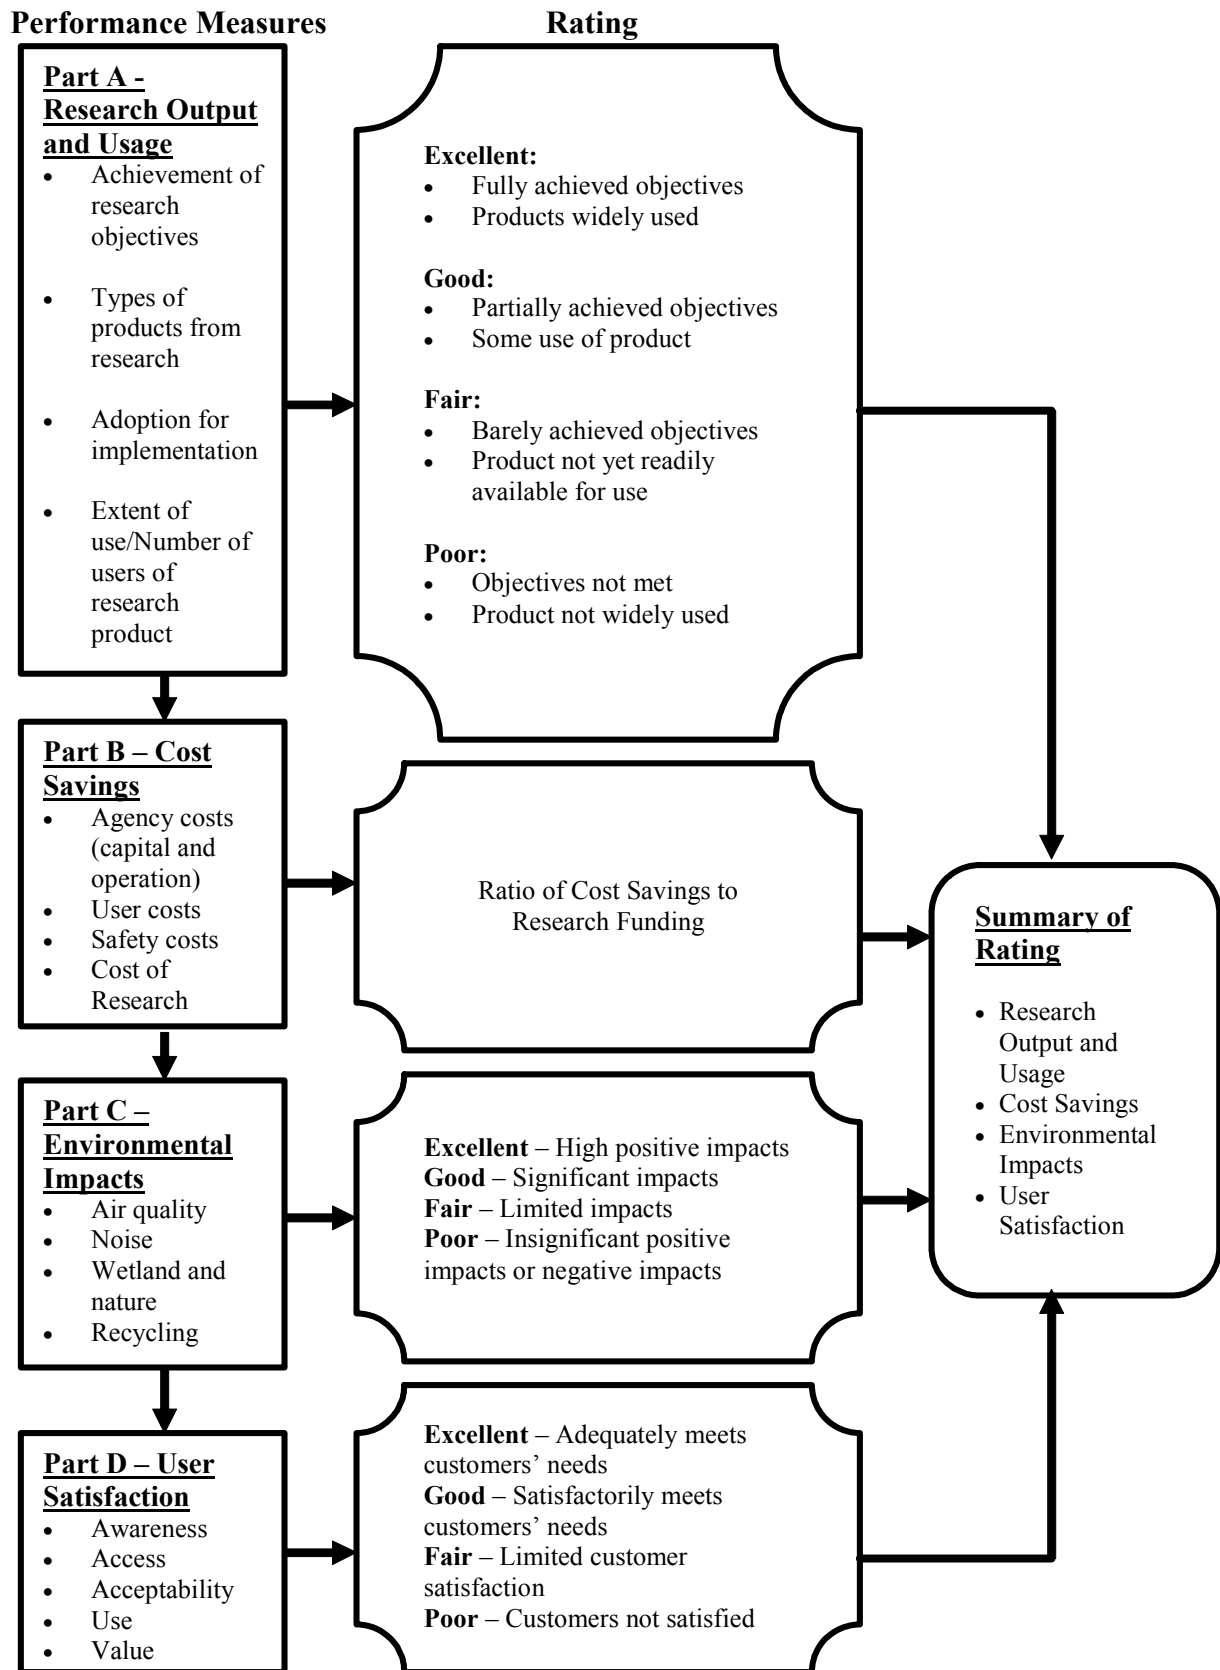 Performance Measures
Rating
Part A -
Research Output
and Usage
• Achievement of
research
objectives
• Types of
products from
research
• Adoption for
implementation
• Extent of
use/Number of
users of
research
product
Excellent:
• Fully achieved objectives
• Products widely used
Good:
• Partially achieved objectives
• Some use of product
Fair:
• Barely achieved objectives
• Product not yet readily
available for use
Poor:
• Objectives not met
• Product not widely used
Part B – Cost
Savings
• Agency costs
(capital and
operation)
• User costs
• Safety costs
• Cost of
Research
Ratio of Cost Savings to
Research Funding
Part C –
Environmental
Impacts
• Air quality
• Noise
• Wetland and
nature
• Recycling
Excellent – High positive impacts
Good – Significant impacts
Fair – Limited impacts
Poor – Insignificant positive
impacts or negative impacts
Part D – User
Satisfaction
• Awareness
• Access
• Acceptability
• Use
• Value
Excellent – Adequately meets
customers’ needs
Good – Satisfactorily meets
customers’ needs
Fair – Limited customer
satisfaction
Poor – Customers not satisfied
Summary of
Rating
• Research
Output and
Usage
• Cost Savings
• Environmental
Impacts
• User
Satisfaction